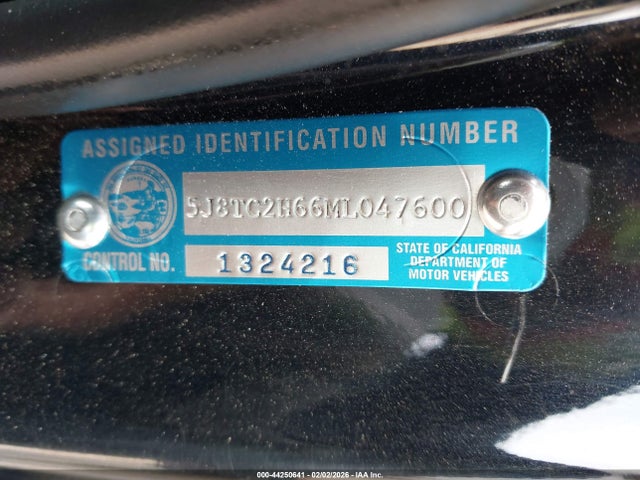 ASSIGNED IDENTIFICATION NUMBER
5J8TC2H66ML047600
CONTROL NO. 1324216
STATE OF CALIFORNIA
DEPARTMENT OF
MOTOR VEHICLES
000-44250641 - 02/02/2026 - IAA Inc.